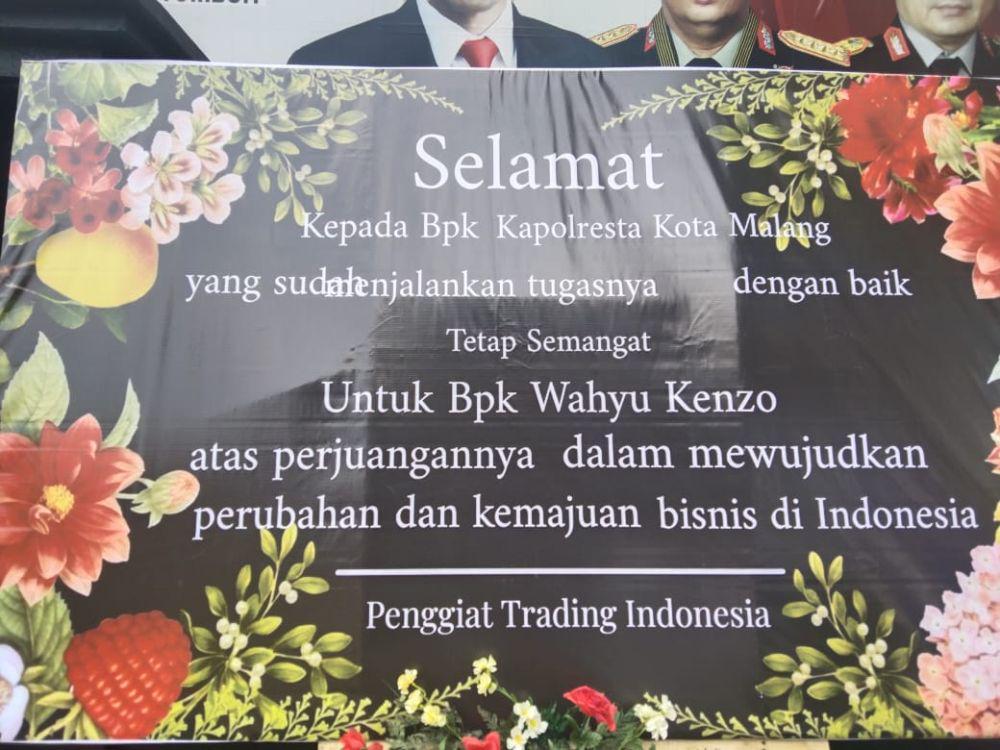 Selamat
Kepada Bpk Kapolresta Kota Malang
yang sudah menjalankan tugasnya dengan baik
Tetap Semangat
Untuk Bpk Wahyu Kenzo
atas perjuangannya dalam mewujudkan
perubahan dan kemajuan bisnis di Indonesia
Penggiat Trading Indonesia